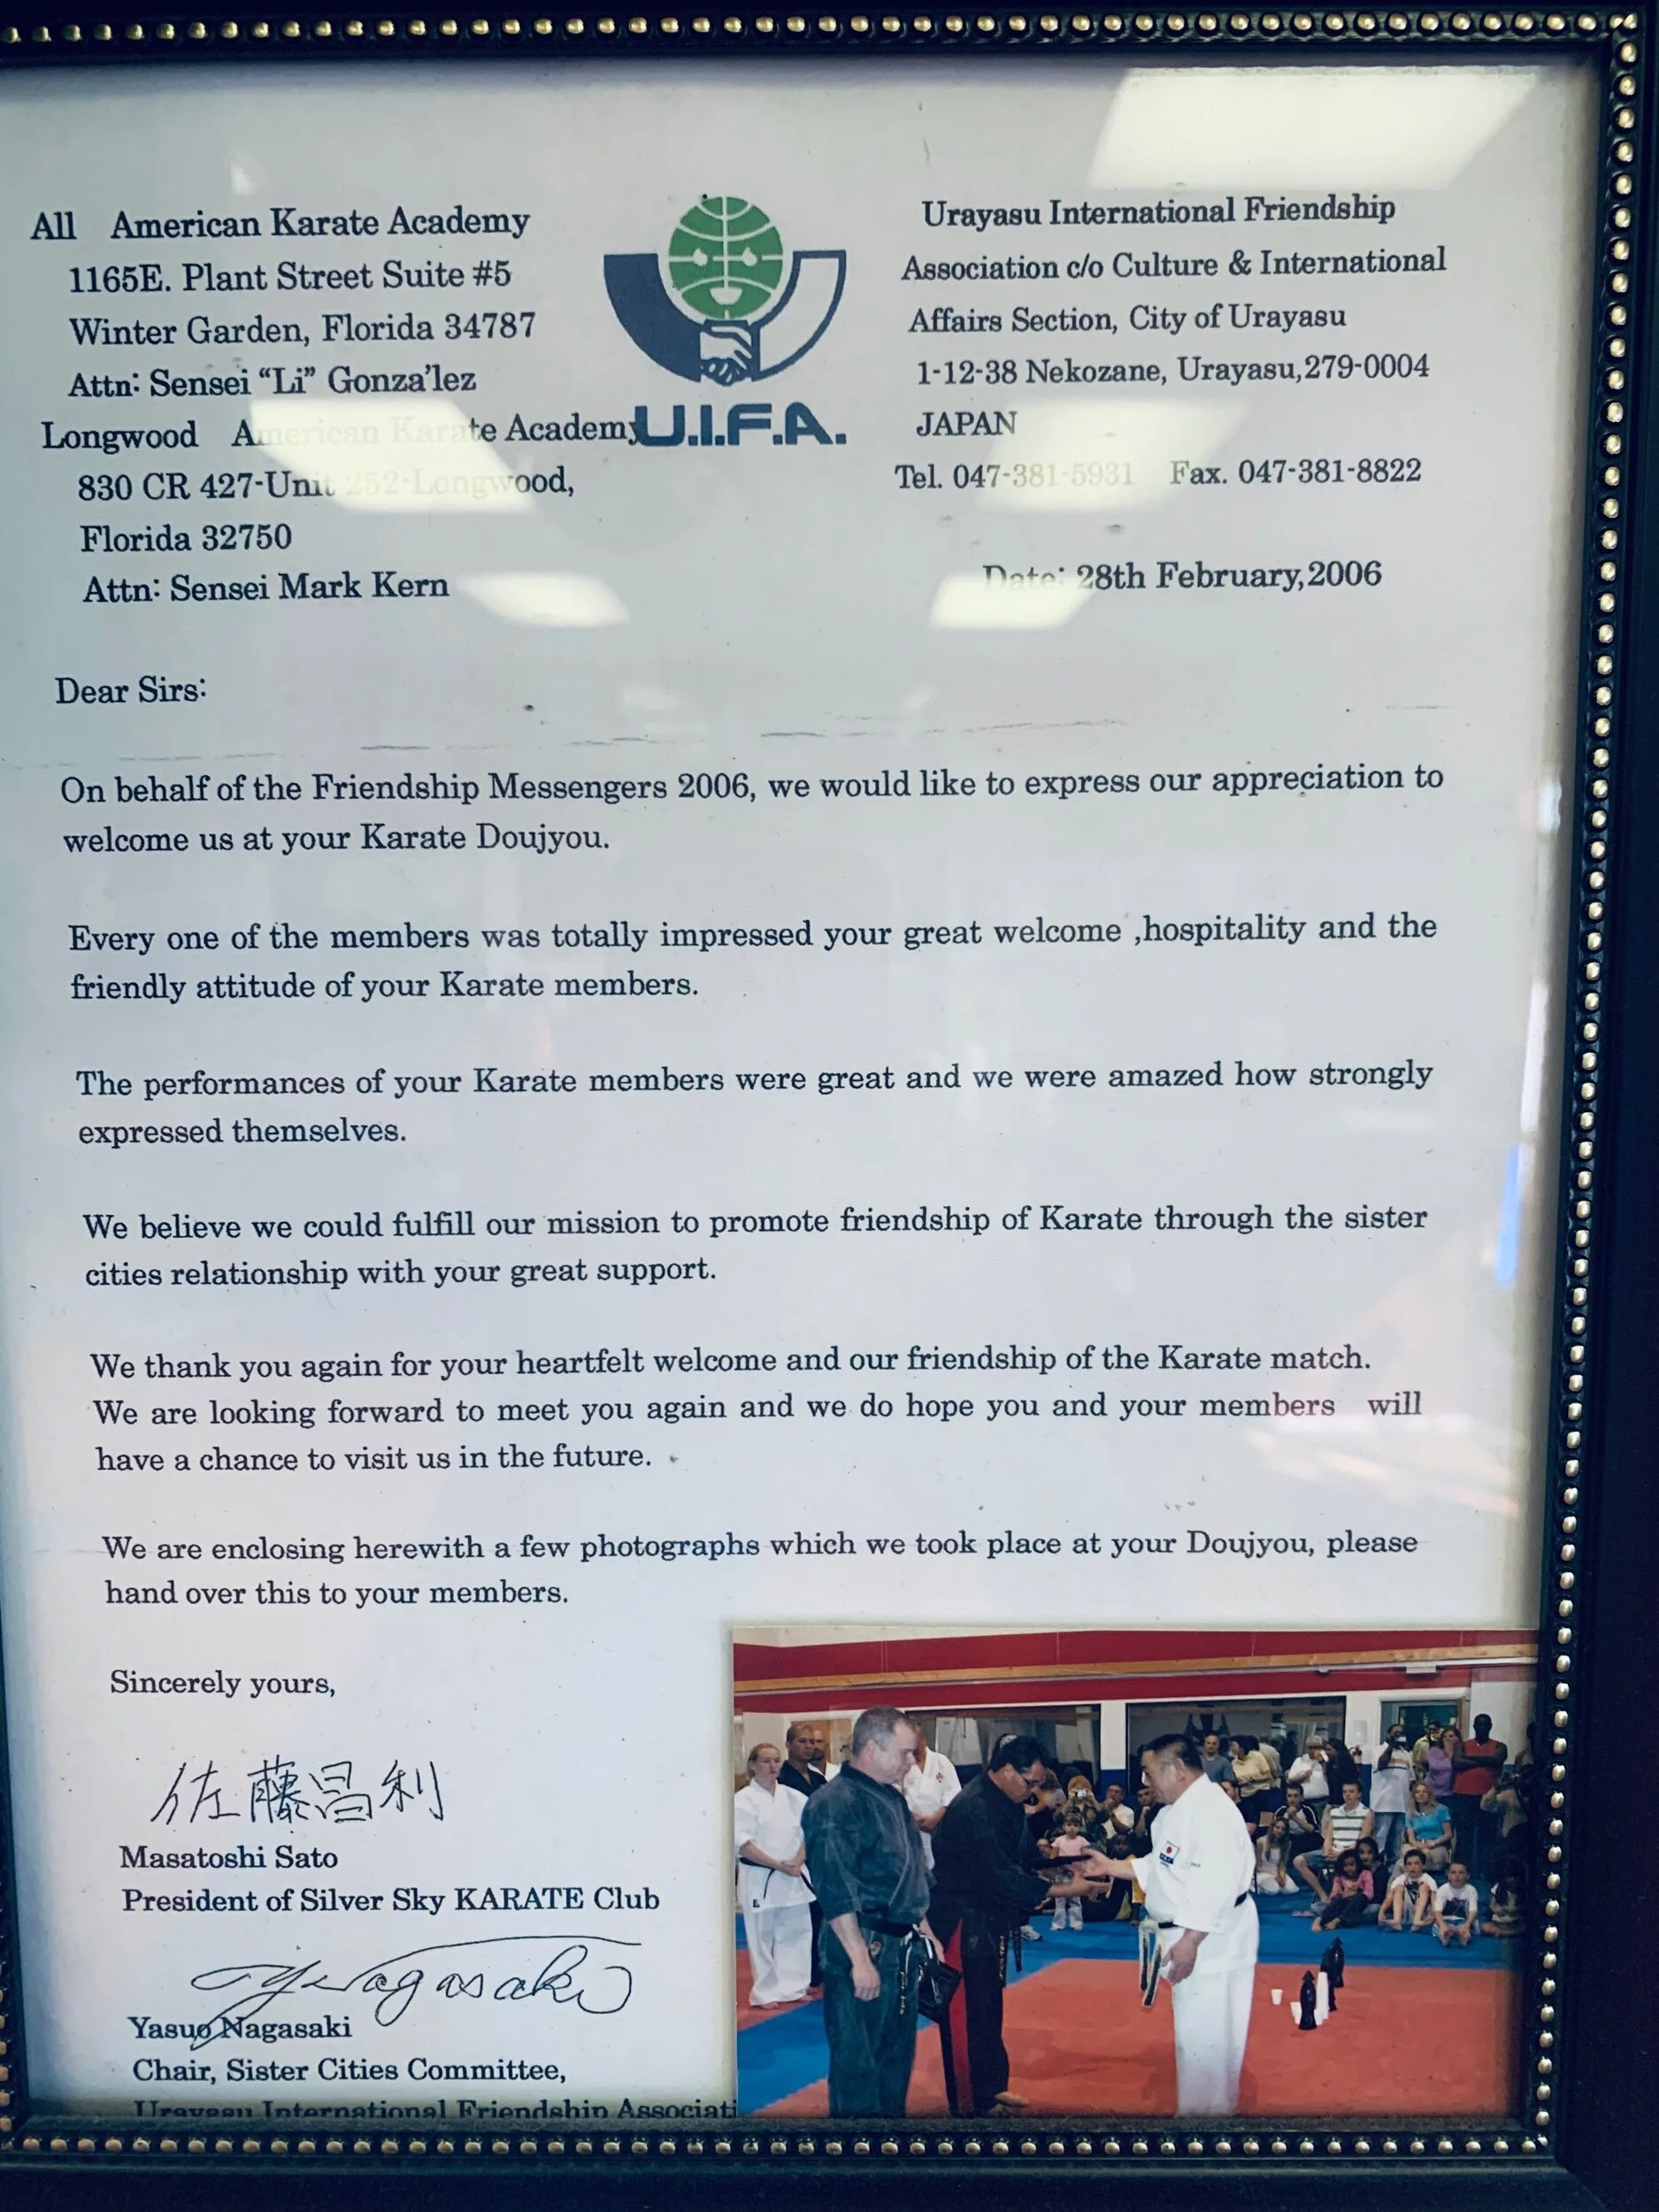 All American Karate Academy
1165E. Plant Street Suite #5
Winter Garden, Florida 34787
Attn: Sensei “Li” Gonza’lez
Longwood American Karate Academy
830 CR 427-Unit 252-Longwood,
Florida 32750
Attn: Sensei Mark Kern
U.I.F.A.
Urayasu International Friendship
Association c/o Culture & International
Affairs Section, City of Urayasu
1-12-38 Nekozane, Urayasu,279-0004
JAPAN
Tel. 047-381-5931 Fax. 047-381-8822
Date: 28th February,2006
Dear Sirs:
On behalf of the Friendship Messengers 2006, we would like to express our appreciation to
welcome us at your Karate Doujyou.
Every one of the members was totally impressed your great welcome ,hospitality and the
friendly attitude of your Karate members.
The performances of your Karate members were great and we were amazed how strongly
expressed themselves.
We believe we could fulfill our mission to promote friendship of Karate through the sister
cities relationship with your great support.
We thank you again for your heartfelt welcome and our friendship of the Karate match.
We are looking forward to meet you again and we do hope you and your members will
have a chance to visit us in the future.
We are enclosing herewith a few photographs which we took place at your Doujyou, please
hand over this to your members.
Sincerely yours,
佐藤昌利
Masatoshi Sato
President of Silver Sky KARATE Club
Y Nagasaki
Yasuo Nagasaki
Chair, Sister Cities Committee,
Urayasu International Friendship Associati